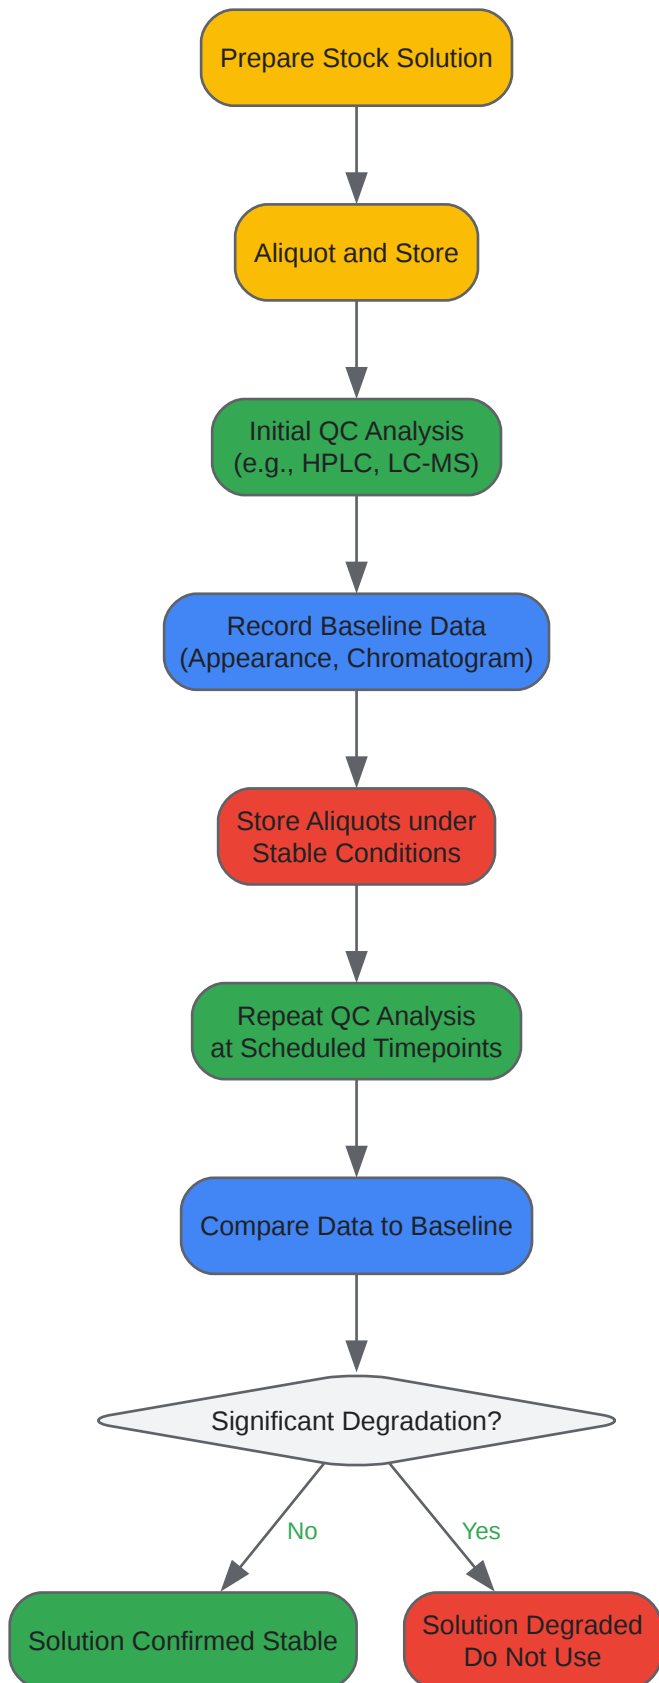 Prepare Stock Solution
Aliquot and Store
Initial QC Analysis
(e.g., HPLC, LC-MS)
Record Baseline Data
(Appearance, Chromatogram)
Store Aliquots under
Stable Conditions
Repeat QC Analysis
at Scheduled Timepoints
Compare Data to Baseline
Significant Degradation?
No
Yes
Solution Confirmed Stable
Solution Degraded
Do Not Use